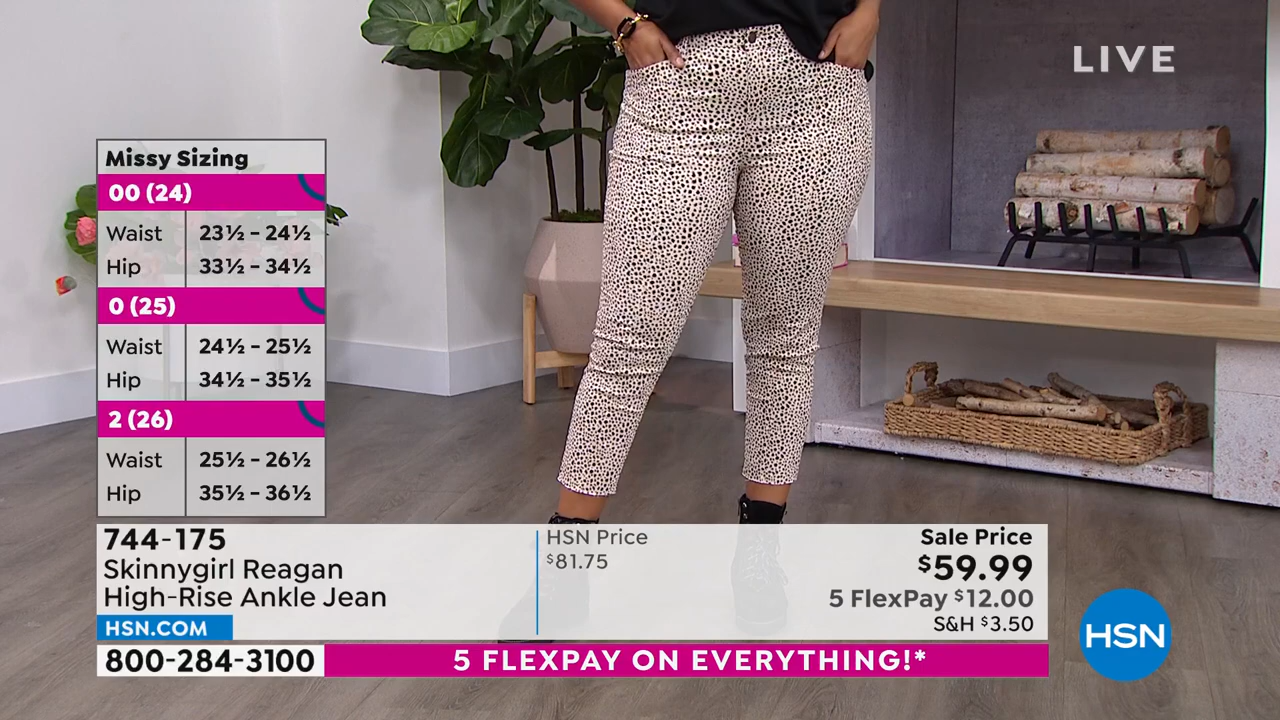 LIVE
Missy Sizing
00 (24)
Waist 23½ - 24½
Hip 33½ - 34½
0 (25)
Waist 24½ - 25½
Hip 34½ - 35½
2 (26)
Waist 25½ - 26½
Hip 35½ - 36½
744-175
Skinnygirl Reagan
High-Rise Ankle Jean
HSN.COM
HSN Price
$81.75
Sale Price
$59.99
5 FlexPay $12.00
S&H $3.50
800-284-3100
5 FLEXPAY ON EVERYTHING!*
HSN